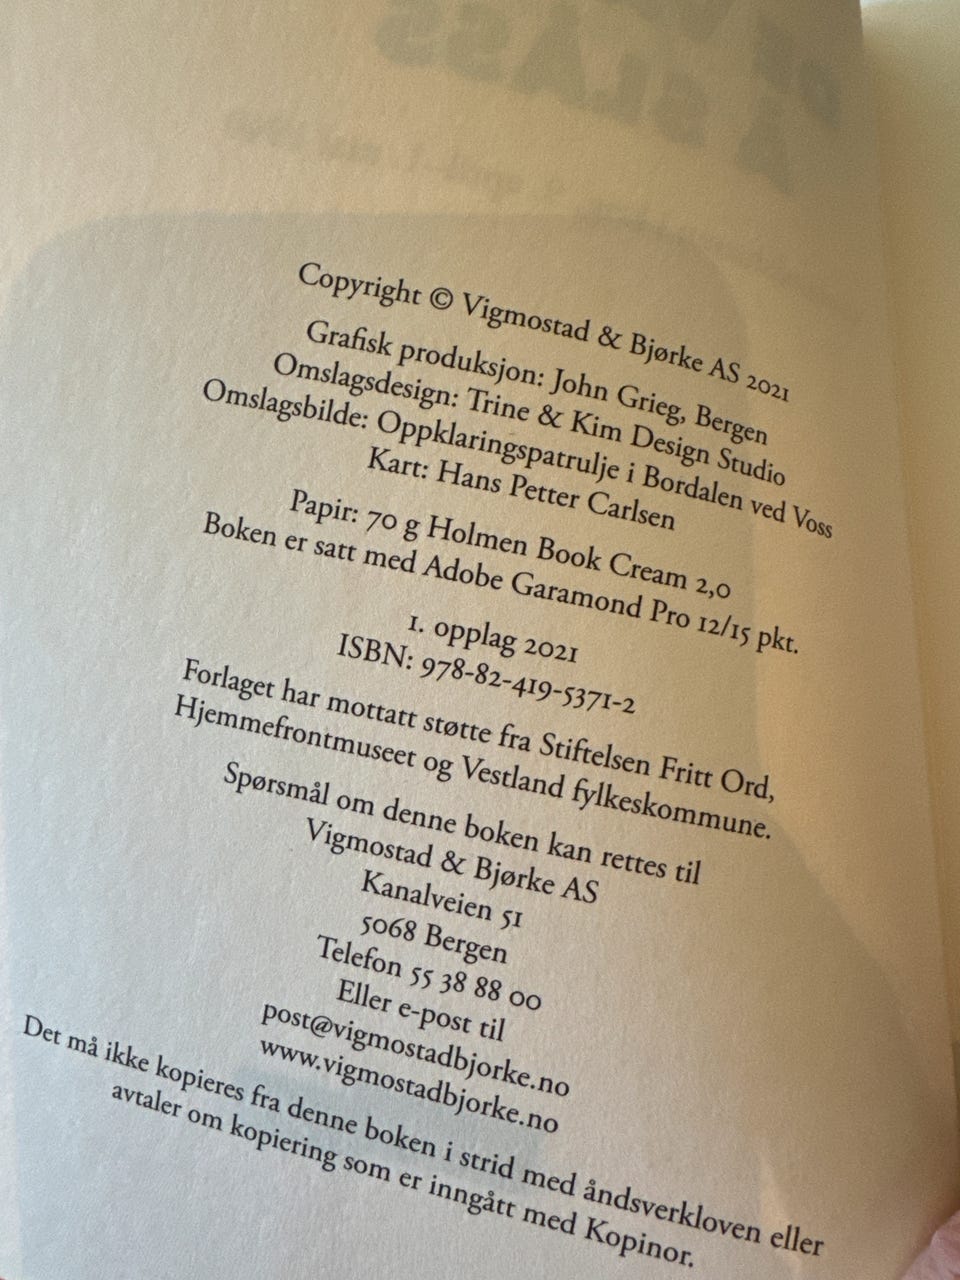 Copyright © Vigmostad & Bjørke AS 2021
Grafisk produksjon: John Grieg, Bergen
Omslagsdesign: Trine & Kim Design Studio
Omslagsbilde: Oppklaringspatrulje i Bordalen ved Voss
Kart: Hans Petter Carlsen
Papir: 70 g Holmen Book Cream 2,0
Boken er satt med Adobe Garamond Pro 12/15 pkt.
1. opplag 2021
ISBN: 978-82-419-5371-2
Forlaget har mottatt støtte fra Stiftelsen Fritt Ord,
Hjemmefrontmuseet og Vestland fylkeskommune.
Spørsmål om denne boken kan rettes til
Vigmostad & Bjørke AS
Kanalveien 51
5068 Bergen
Telefon 55 38 88 00
Eller e-post til
post@vigmostadbjorke.no
www.vigmostadbjorke.no
Det må ikke kopieres fra denne boken i strid med åndsverkloven eller
avtaler om kopiering som er inngått med Kopinor.